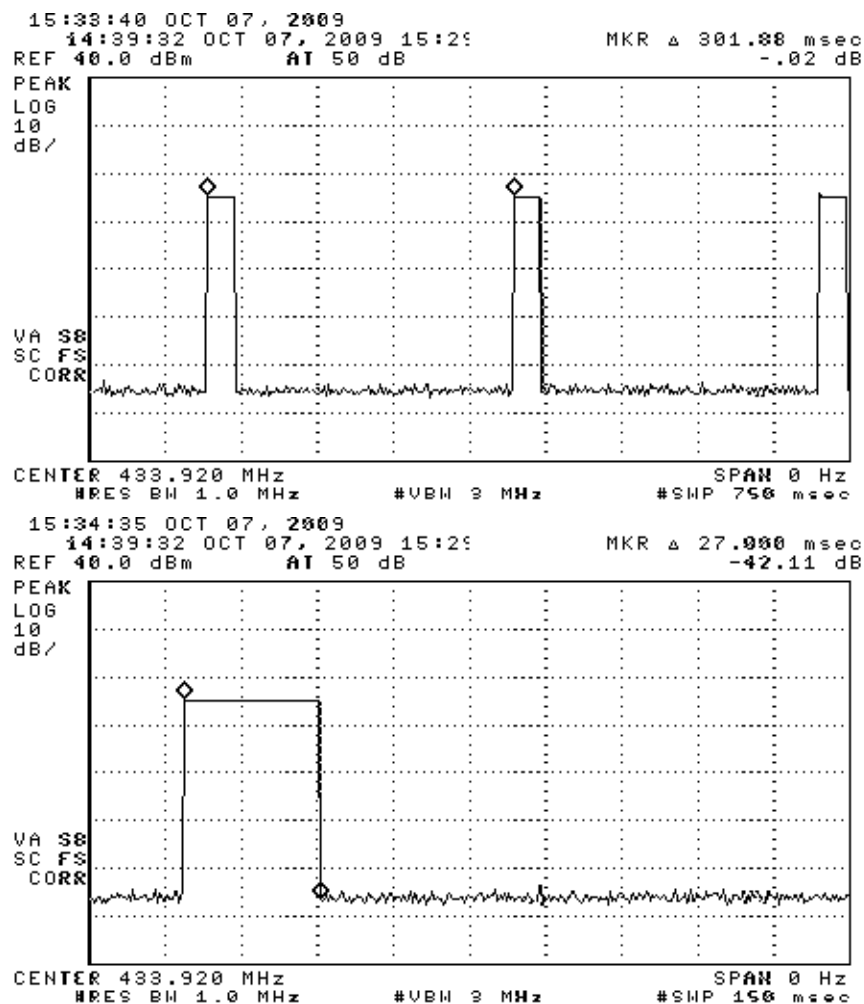 15:33:40 OCT 07, 2009
14:39:32 OCT 07, 2009 15:29
MKR Δ 301.88 msec
REF 40.0 dBm AT 50 dB -.02 dB
PEAK
LOG
10
dB/
VA SB
SC FS
CORR
CENTER 433.920 MHz SPAN 0 Hz
#RES BW 1.0 MHz #VBW 3 MHz #SWP 750 msec
15:34:35 OCT 07, 2009
14:39:32 OCT 07, 2009 15:29
MKR Δ msec
REF 40.0 dBm AT 50 dB -42.11 dB
PEAK
LOG
10
dB/
VA SB
SC FS
CORR
CENTER 433.920 MHz SPAN 0 Hz
#RES BW 1.0 MHz #VBW 3 MHz #SWP 150 msec